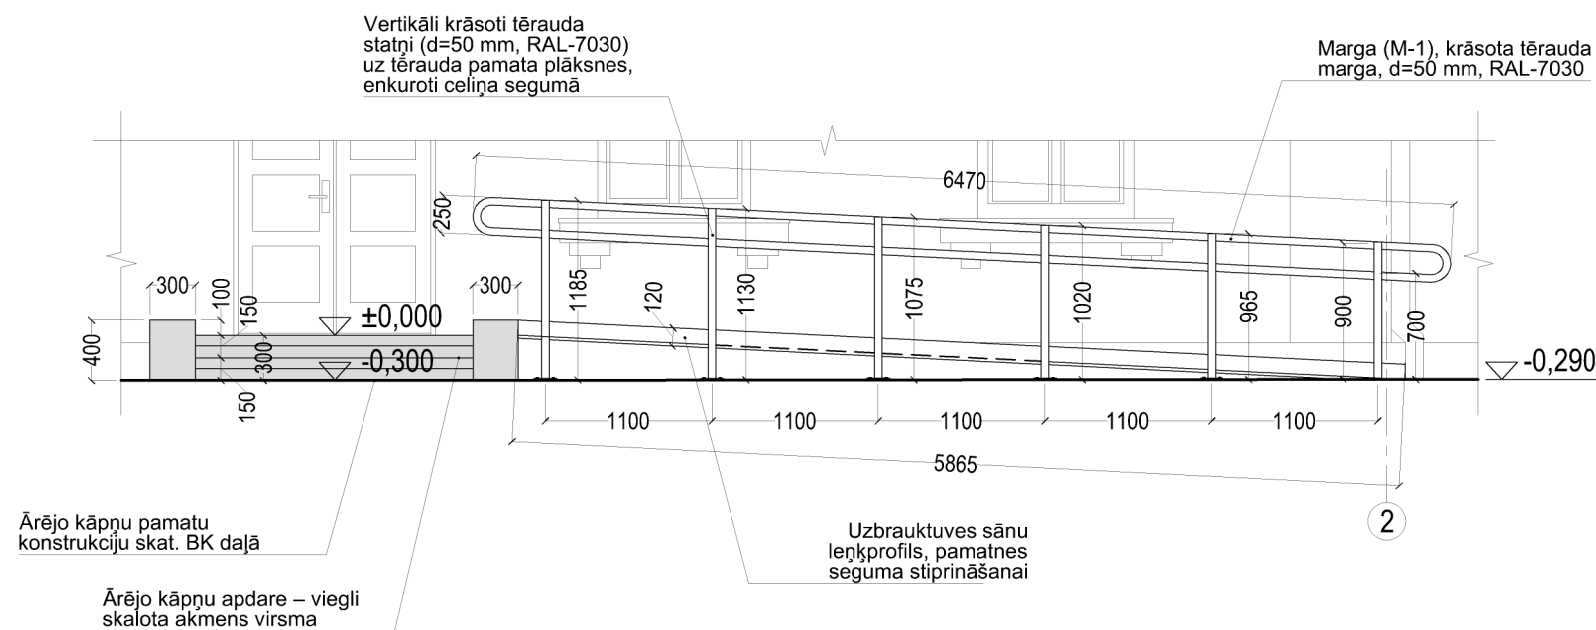 Vertikāli krāsoti tērauda
statņi (d=50 mm, RAL-7030)
uz tērauda pamata plāksnes,
enkuroti celiņa segumā
Marga (M-1), krāsota tērauda
marga, d=50 mm, RAL-7030
6470
250
1185
120
1130
1075
1020
965
900
700
300
100
150
300
400
±0,000
300
-0,300
150
-0,290
1100
1100
1100
1100
1100
5865
2
Ārējo kāpņu pamatu
konstrukciju skat. BK daļā
Uzbrauktuves sānu
leņķprofils, pamatnes
seguma stiprināšanai
Ārējo kāpņu apdare – viegli
skalota akmens virsma